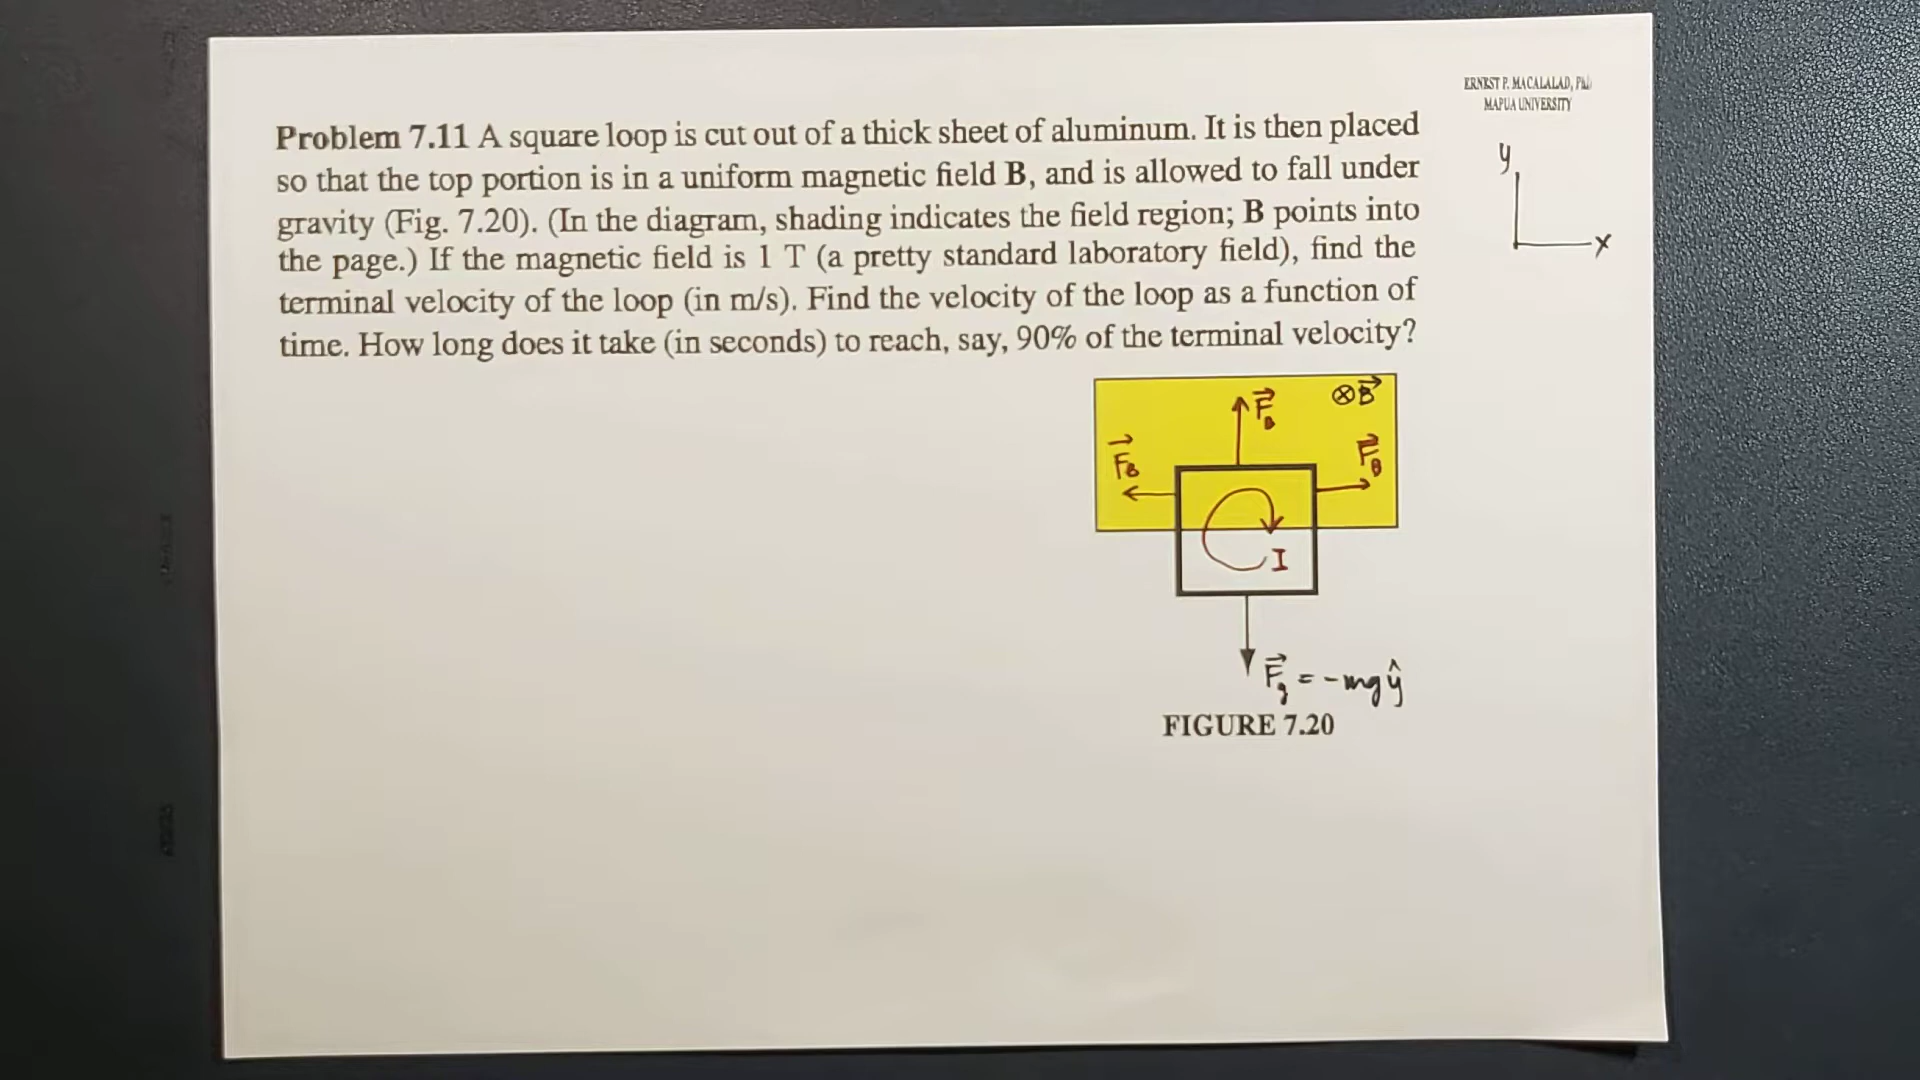 ERNEST P. MACALALAD, PhD
MAPUA UNIVERSITY
Problem 7.11 A square loop is cut out of a thick sheet of aluminum. It is then placed
so that the top portion is in a uniform magnetic field B, and is allowed to fall under
gravity (Fig. 7.20). (In the diagram, shading indicates the field region; B points into
the page.) If the magnetic field is 1 T (a pretty standard laboratory field), find the
terminal velocity of the loop (in m/s). Find the velocity of the loop as a function of
time. How long does it take (in seconds) to reach, say, 90% of the terminal velocity?
y
x
⊗B⃗
F⃗_B
F⃗_B
F⃗_B
I
F⃗_g = -mgŷ
FIGURE 7.20